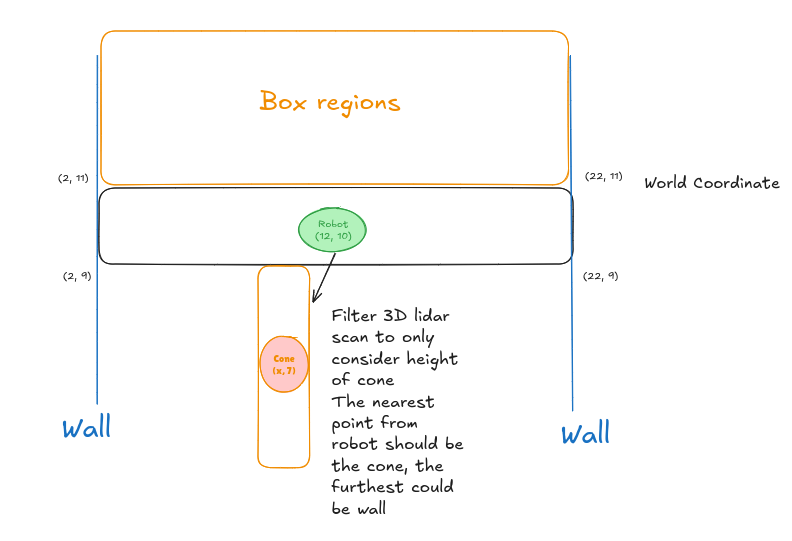 Box regions
(2, 11)
(22, 11)
World Coordinate
Robot
(12, 10)
(2, 9)
(22, 9)
Filter 3D lidar
scan to only
consider height
of cone
The nearest
point from
robot should be
the cone, the
furthest could
be wall
Cone
(x, 7)
Wall
Wall